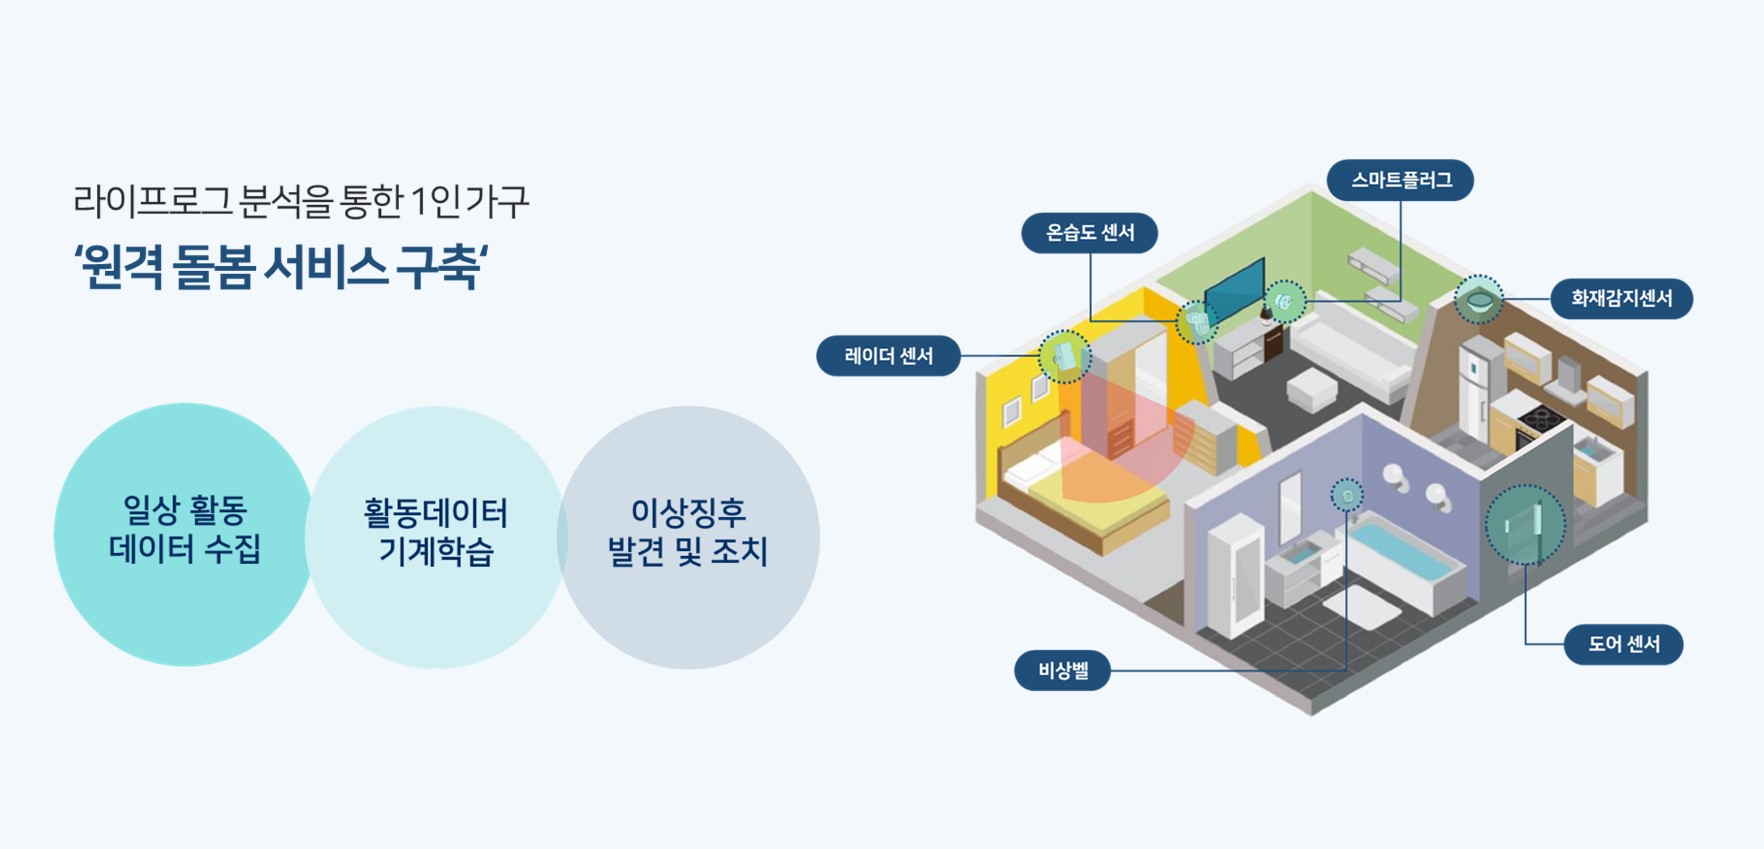 라이프로그 분석을 통한 1인 가구
‘원격 돌봄 서비스 구축‘
일상 활동
데이터 수집
활동데이터
기계학습
이상징후
발견 및 조치
스마트플러그
온습도 센서
화재감지센서
레이더 센서
도어 센서
비상벨